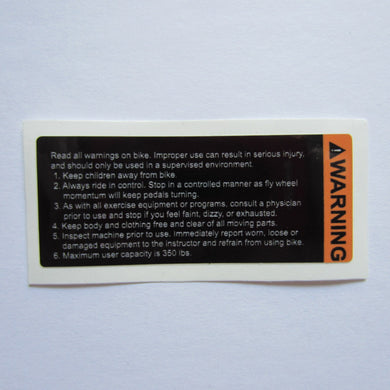 Read all warnings on bike. Improper use can result in serious injury,
and should only be used in a supervised environment.
1. Keep children away from bike.
2. Always ride in control. Stop in a controlled manner as fly wheel
momentum will keep pedals turning.
3. As with all exercise equipment or programs, consult a physician
prior to use and stop if you feel faint, dizzy, or exhausted.
4. Keep body and clothing free and clear of all moving parts.
5. Inspect machine prior to use. Immediately report worn, loose or
damaged equipment to the instructor and refrain from using bike.
6. Maximum user capacity is 350 lbs.
WARNING